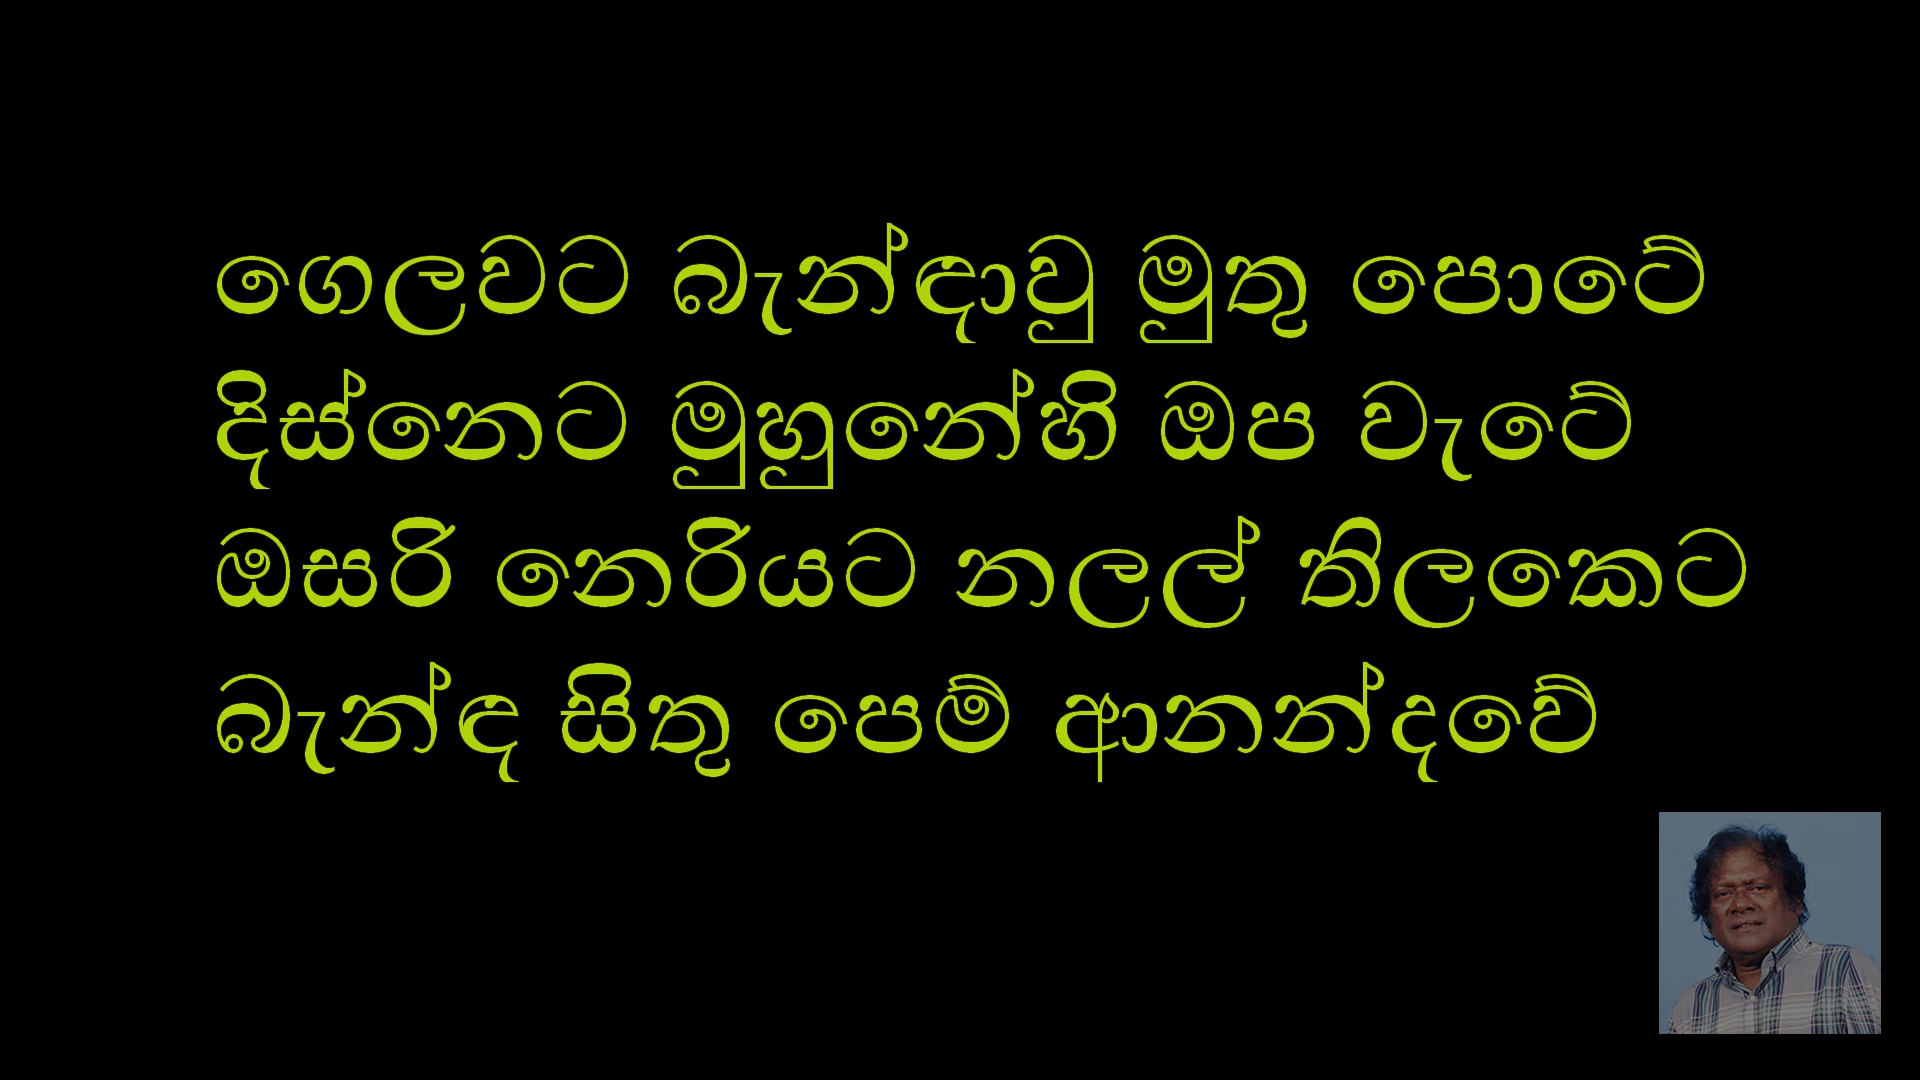 ගෙලවට බැන්ඳාවු මුතු පොටේ
දිස්නෙට මුහුනේහි ඔප වැටේ
ඔසරි නෙරියට නලල් තිලකෙට
බැන්ඳ සිතු පෙම් ආනන්දවේ